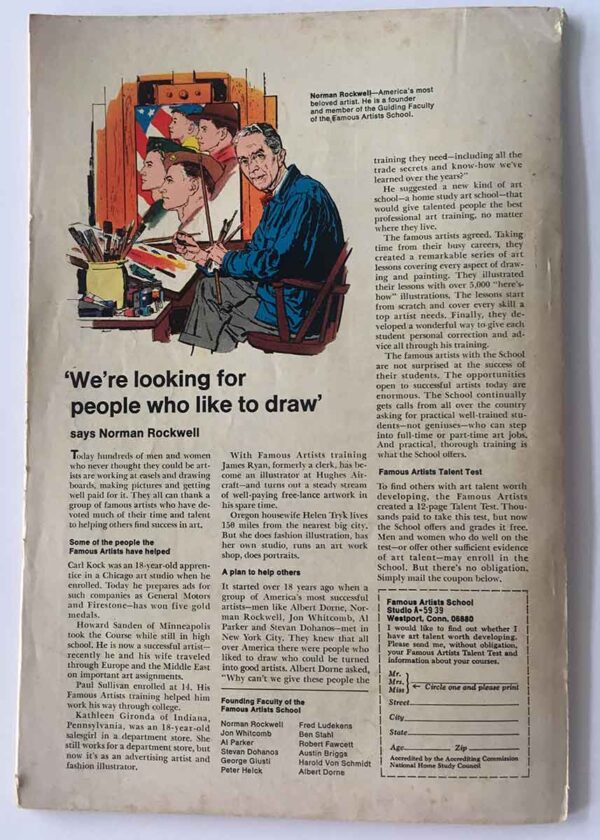 Norman Rockwell—America's most
beloved artist. He is a founder
and member of the Guiding Faculty
of the Famous Artists School.
'We're looking for
people who like to draw'
says Norman Rockwell
Today hundreds of men and women
who never thought they could be art-
ists are working at easels and drawing
boards, making pictures and getting
well paid for it. They all can thank a
group of famous artists who have de-
voted much of their time and talent
to helping others find success in art.
Some of the people the
Famous Artists have helped
Carl Kock was an 18-year-old appren-
tice in a Chicago art studio when he
enrolled. Today he prepares ads for
such companies as General Motors
and Firestone—has won five gold
medals.
Howard Sanden of Minneapolis
took the Course while still in high
school. He is now a successful artist—
recently he and his wife traveled
through Europe and the Middle East
on important art assignments.
Paul Sullivan enrolled at 14. His
Famous Artists training helped him
work his way through college.
Kathleen Gironda of Indiana,
Pennsylvania, was an 18-year-old
salesgirl in a department store. She
still works for a department store, but
now it's as an advertising artist and
fashion illustrator.
With Famous Artists training
James Ryan, formerly a clerk, has be-
come an illustrator at Hughes Air-
craft—and turns out a steady stream
of well-paying free-lance artwork in
his spare time.
Oregon housewife Helen Tryk lives
158 miles from the nearest big city.
But she does fashion illustration, has
her own studio, runs an art work
shop, does portraits.
A plan to help others
It started over 18 years ago when a
group of America's most successful
artists—men like Albert Dorne, Nor-
man Rockwell, Jon Whitcomb, Al
Parker and Stevan Dohanos—met in
New York City. They knew that all
over America there were people who
liked to draw who could be turned
into good artists. Albert Dorne asked,
"Why can't we give these people the
Founding Faculty of the
Famous Artists School
Norman Rockwell
Jon Whitcomb
Al Parker
Stevan Dohanos
George Giusti
Peter Helck
Fred Ludekens
Ben Stahl
Robert Fawcett
Austin Briggs
Harold Von Schmidt
Albert Dorne
training they need—including all the
trade secrets and know-how we've
learned over the years?"
He suggested a new kind of art
school—a home study art school—that
would give talented people the best
professional art training, no matter
where they live.
The famous artists agreed. Taking
time from their busy careers, they
created a remarkable series of art
lessons covering every aspect of draw-
ing and painting. They illustrated
their lessons with over 5,000 "here's-
how" illustrations. The lessons start
from scratch and cover every skill a
top artist needs. Finally, they de-
veloped a wonderful way to give each
student personal correction and ad-
vice all through his training.
The famous artists with the School
are not surprised at the success of
their students. The opportunities
open to successful artists today are
enormous. The School continually
gets calls from all over the country
asking for practical well-trained stu-
dents—not geniuses—who can step
into full-time or part-time art jobs.
And practical, thorough training is
what the School offers.
Famous Artists Talent Test
To find others with art talent worth
developing, the Famous Artists
created a 12-page Talent Test. Thou-
sands paid to take this test, but now
the School offers and grades it free.
Men and women who do well on the
test—or offer other sufficient evidence
of art talent—may enroll in the
School. But there's no obligation.
Simply mail the coupon below.
Famous Artists School
Studio A-5939
Westport, Conn. 06880
I would like to find out whether I
have art talent worth developing.
Please send me, without obligation,
your Famous Artists Talent Test and
information about your courses.
Mr.
Mrs. ← Circle one and please print
Miss
Street
City
State
Age Zip
Accredited by the Accrediting Commission
National Home Study Council